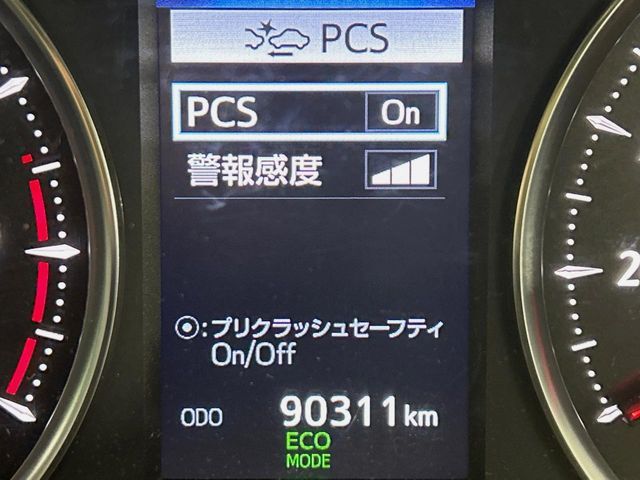 PCS
PCS On
警報感度
⦿:プリクラッシュセーフティ
On/Off
ODO 90311km
ECO
MODE
2